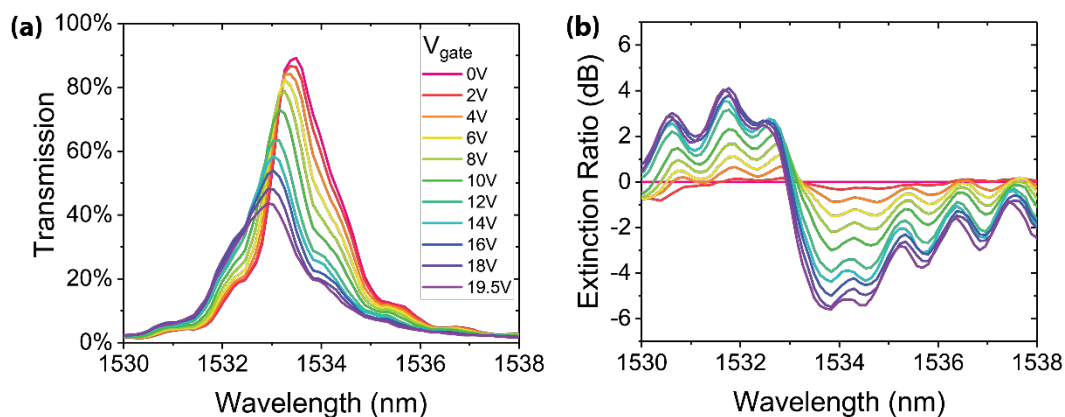 (a)
100%
80%
60%
40%
20%
0%
Transmission
1530 1532 1534 1536 1538
Wavelength (nm)
V_gate
0V
2V
4V
6V
8V
10V
12V
14V
16V
18V
19.5V
(b)
6
4
2
0
-2
-4
-6
Extinction Ratio (dB)
1530 1532 1534 1536 1538
Wavelength (nm)